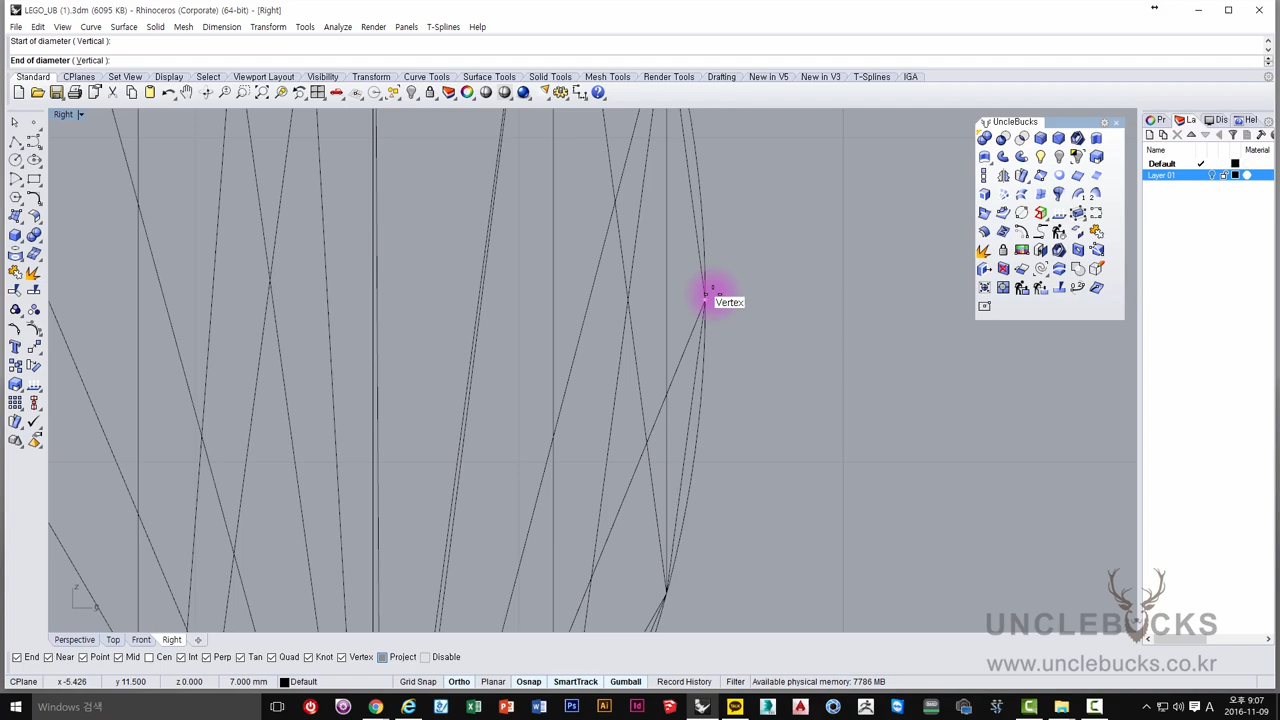 LEGO_UB (1).3dm (6095 KB) - Rhinoceros (Corporate) (64-bit) - [Right]
File Edit View Curve Surface Solid Mesh Dimension Transform Tools Analyze Render Panels T-Splines Help
Start of diameter ( Vertical ):
End of diameter ( Vertical ):
Standard CPlanes Set View Display Select Viewport Layout Visibility Transform Curve Tools Surface Tools Solid Tools Mesh Tools Render Tools Drafting New in V5 New in V3 T-Splines IGA
Right
UncleBucks
Pr La Dis Hel
Name Material
Default
Layer 01
Vertex
z
UNCLEBUCKS
www.unclebucks.co.kr
Perspective Top Front Right
End Near Point Mid Cen Int Perp Tan Quad Knot Vertex Project Disable
CPlane x -5.426 y 11.500 z 0.000 7.000 mm Default Grid Snap Ortho Planar Osnap SmartTrack Gumball Record History Filter Available physical memory: 7786 MB
Windows 검색
A
오후 9:07
2016-11-09